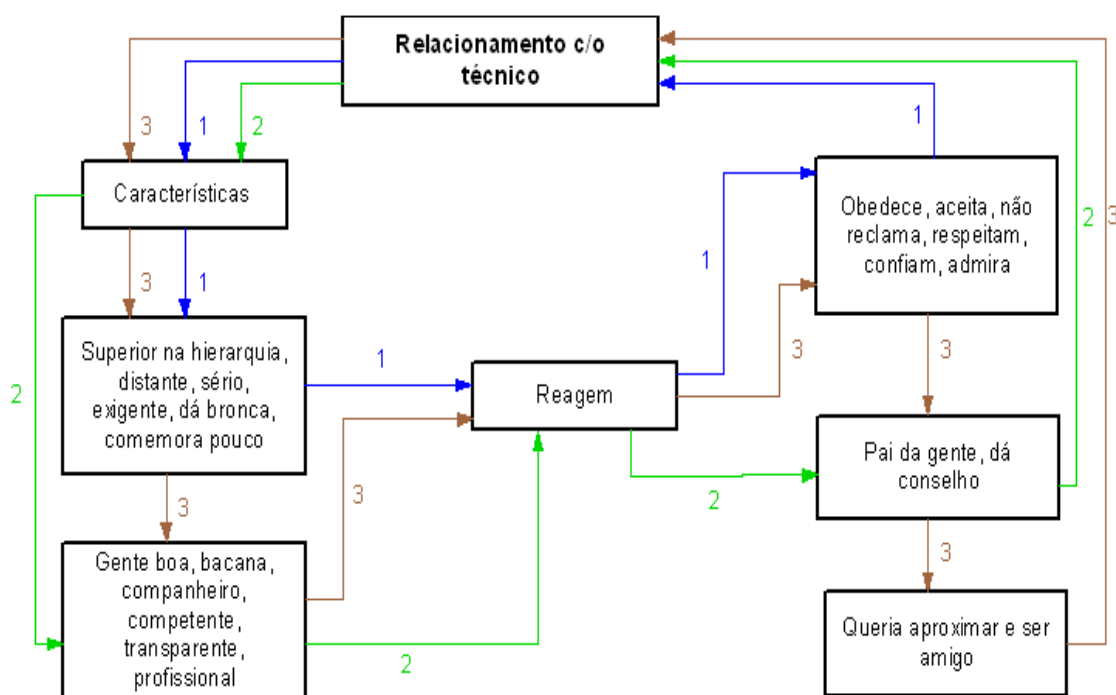 Relacionamento c/o
técnico
3
1
2
1
Características
Obedece, aceita, não
reclama, respeitam,
confiam, admira
2
3
3
1
1
3
Superior na hierarquia,
distante, sério,
exigente, dá bronca,
comemora pouco
1
Reagem
3
2
Pai da gente, dá
conselho
2
3
3
Gente boa, bacana,
companheiro,
competente,
transparente,
profissional
2
3
Queria aproximar e ser
amigo